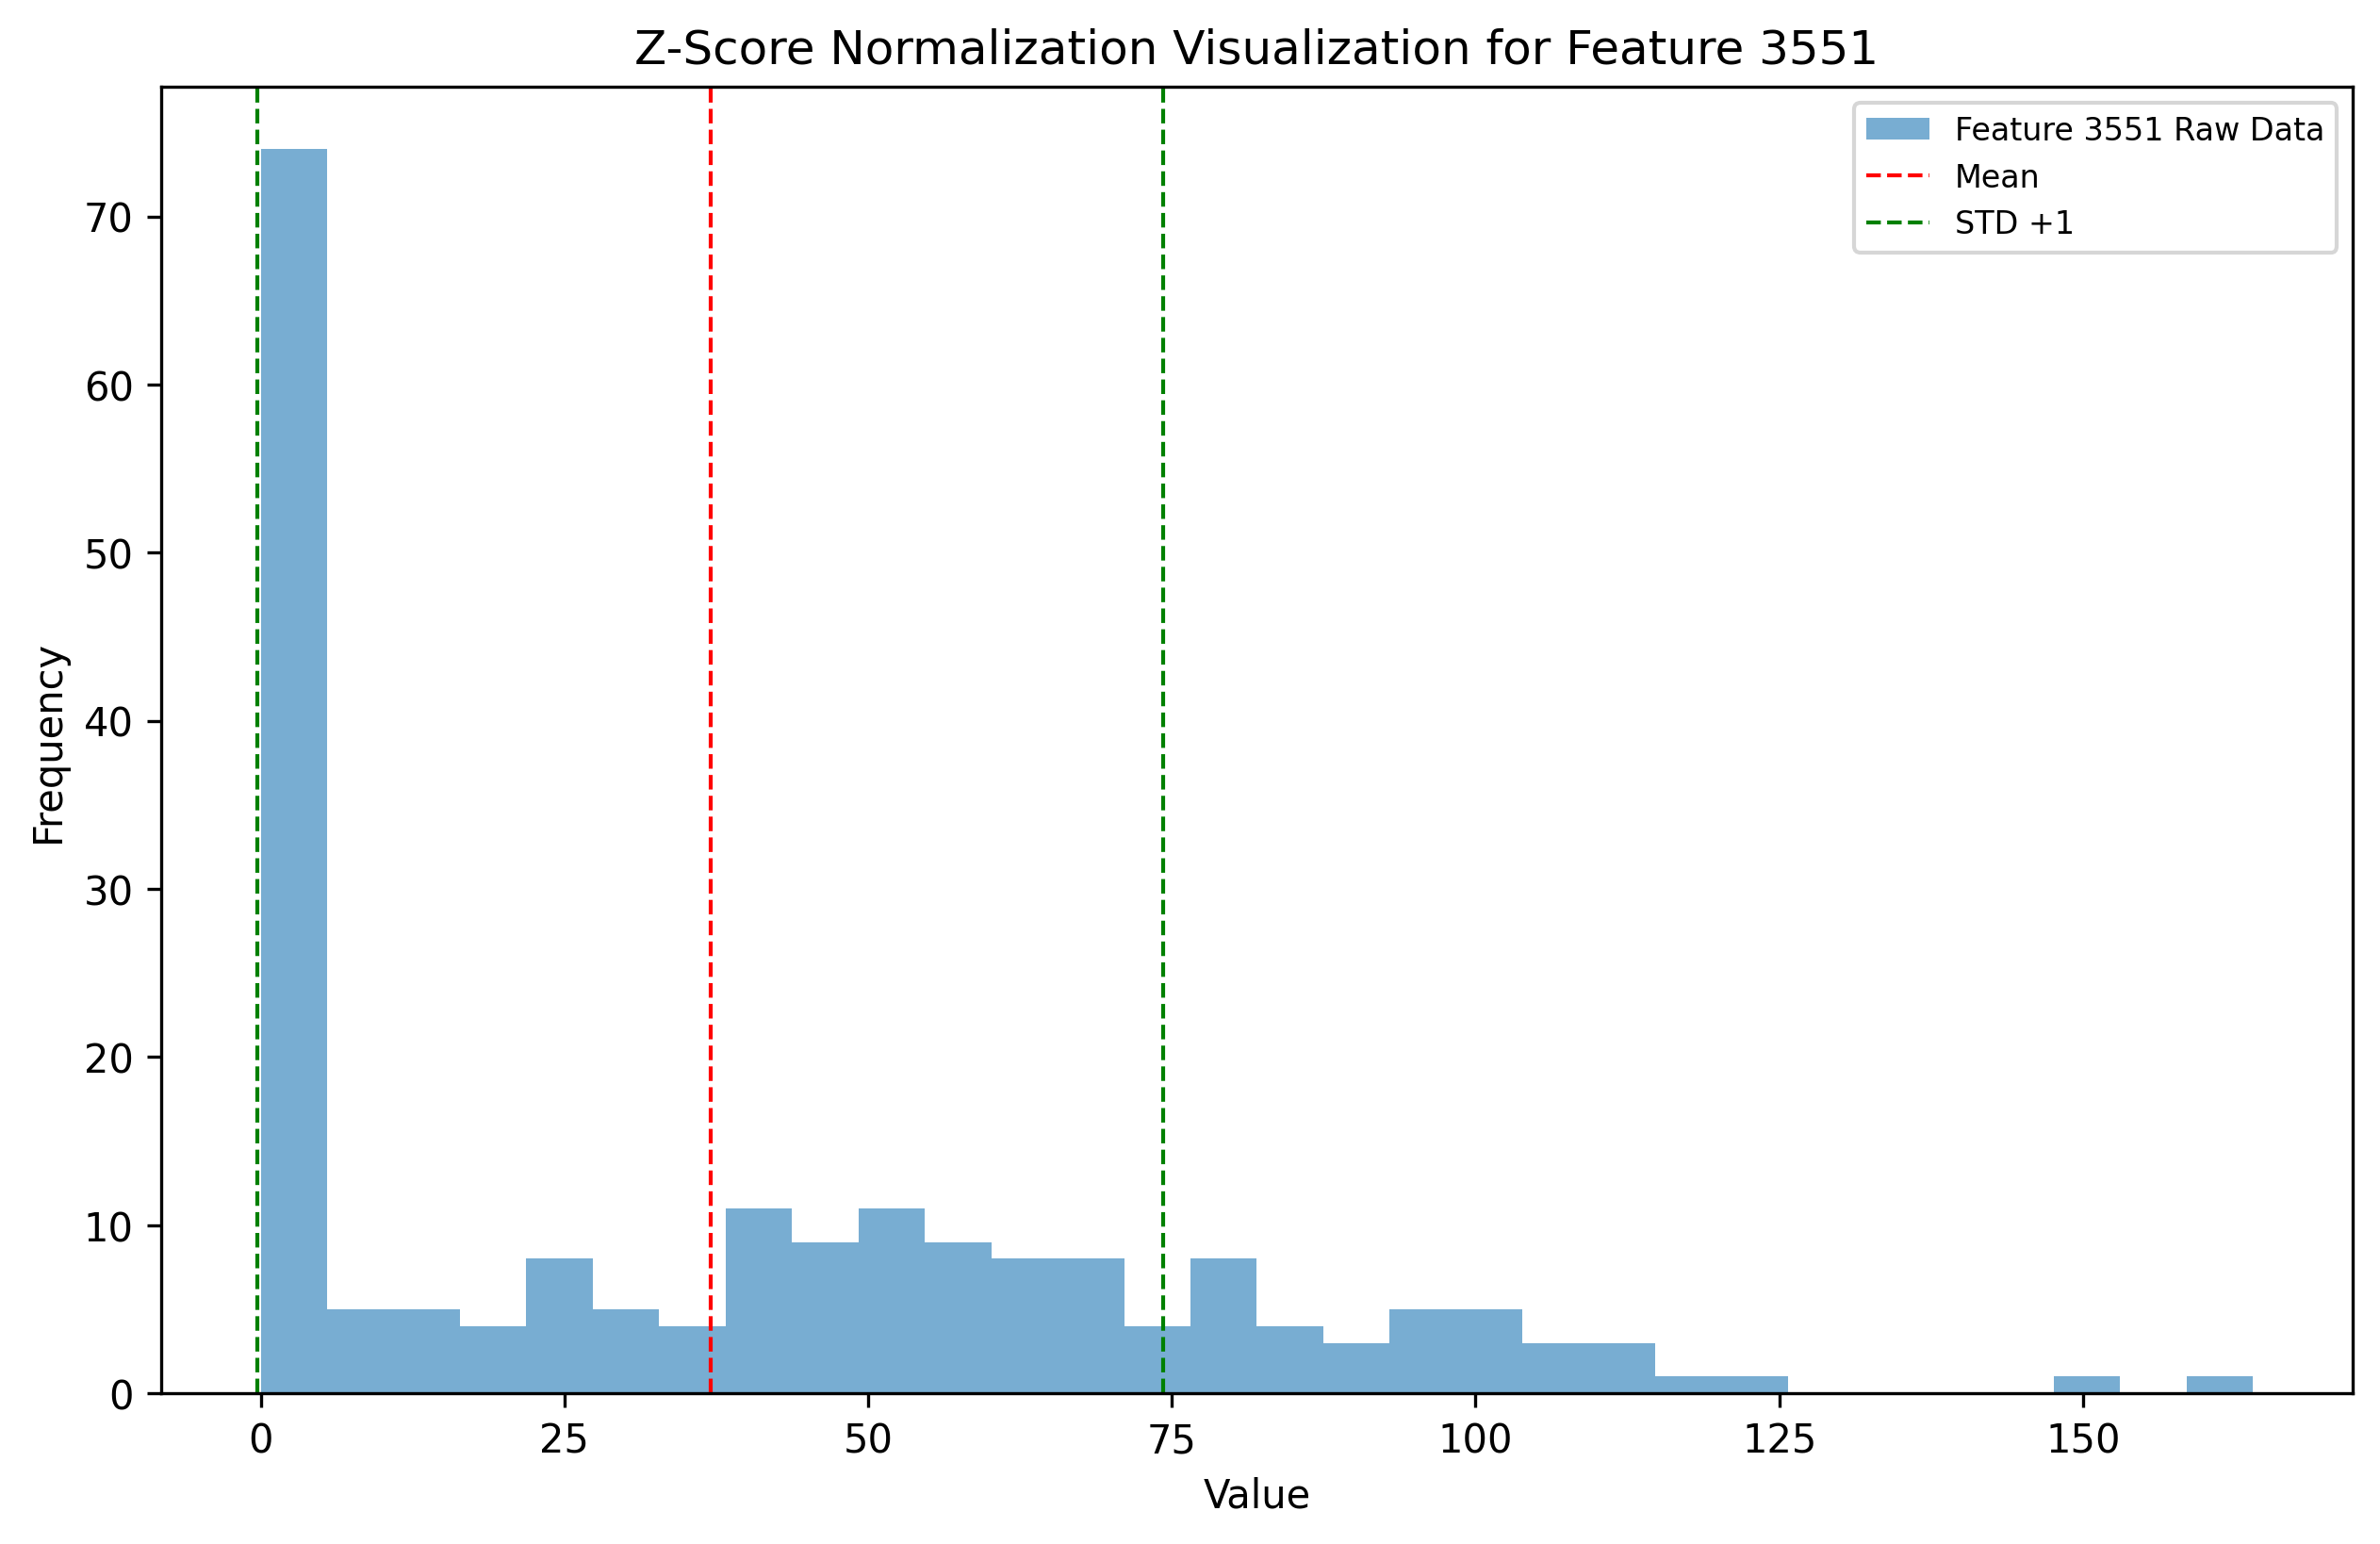 Z-Score Normalization Visualization for Feature 3551
Feature 3551 Raw Data
Mean
STD +1
70
60
50
40
30
20
10
0
Frequency
0 25 50 75 100 125 150
Value